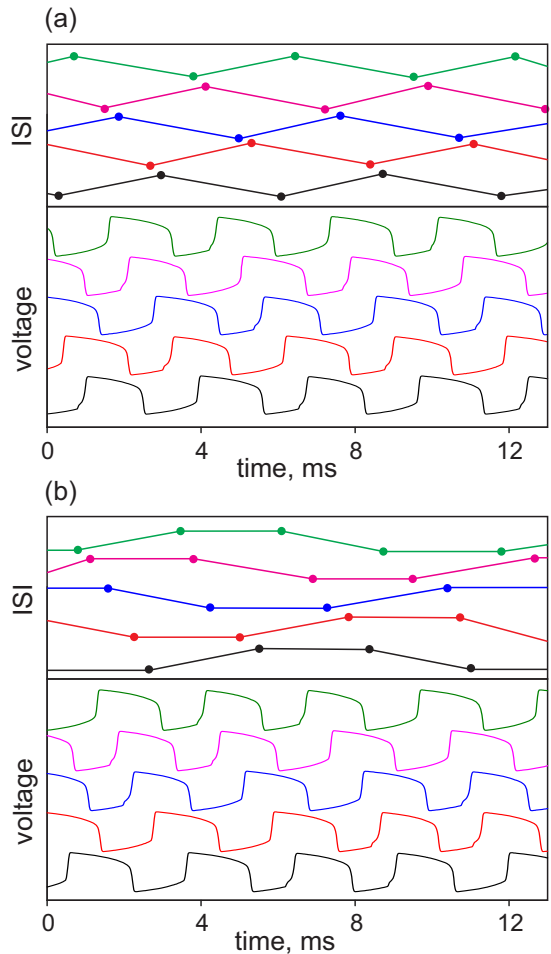 (a)
ISI
voltage
0 4 8 12
time, ms
(b)
ISI
voltage
0 4 8 12
time, ms